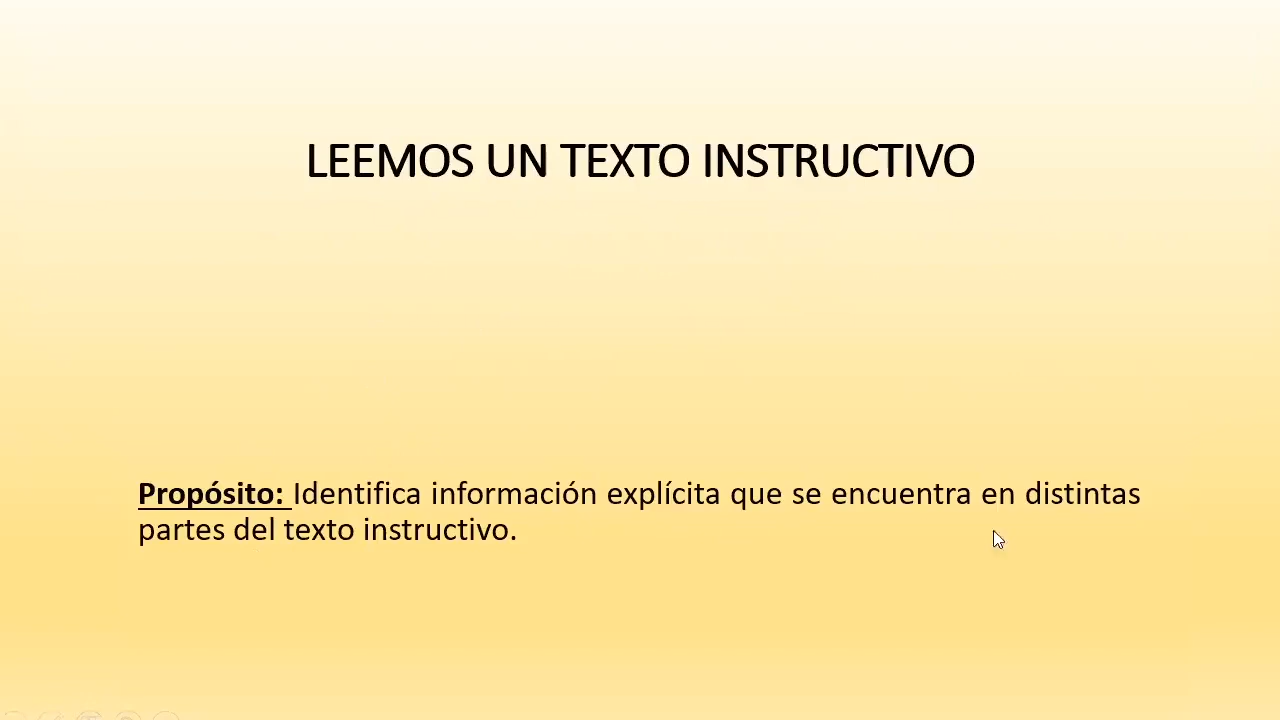 LEEMOS UN TEXTO INSTRUCTIVO
Propósito: Identifica información explícita que se encuentra en distintas
partes del texto instructivo.